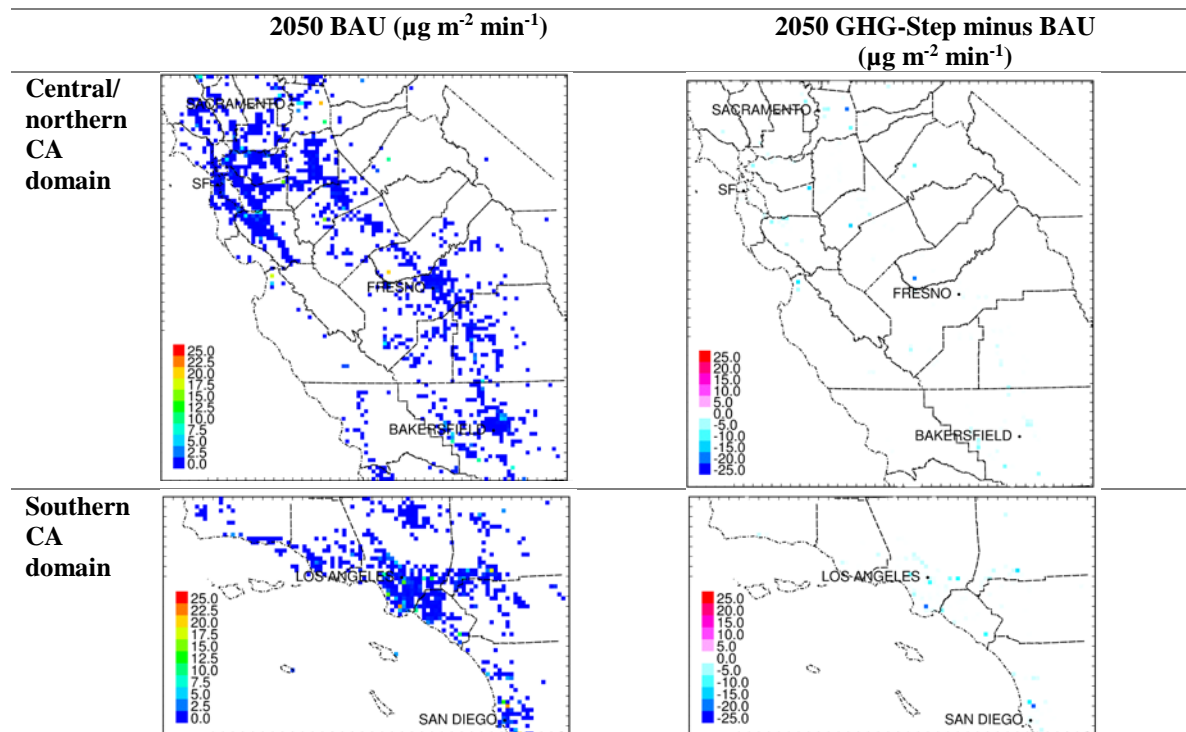 2050 BAU (µg m-2 min-1)
2050 GHG-Step minus BAU
(µg m-2 min-1)
Central/
northern
CA
domain
SACRAMENTO
SF
FRESNO
BAKERSFIELD
25.0
22.5
20.0
17.5
15.0
12.5
10.0
7.5
5.0
2.5
0.0
SACRAMENTO
SF
FRESNO
BAKERSFIELD
25.0
20.0
15.0
10.0
5.0
0.0
-5.0
-10.0
-15.0
-20.0
-25.0
Southern
CA
domain
LOS ANGELES
SAN DIEGO
25.0
22.5
20.0
17.5
15.0
12.5
10.0
7.5
5.0
2.5
0.0
LOS ANGELES
SAN DIEGO
25.0
20.0
15.0
10.0
5.0
0.0
-5.0
-10.0
-15.0
-20.0
-25.0